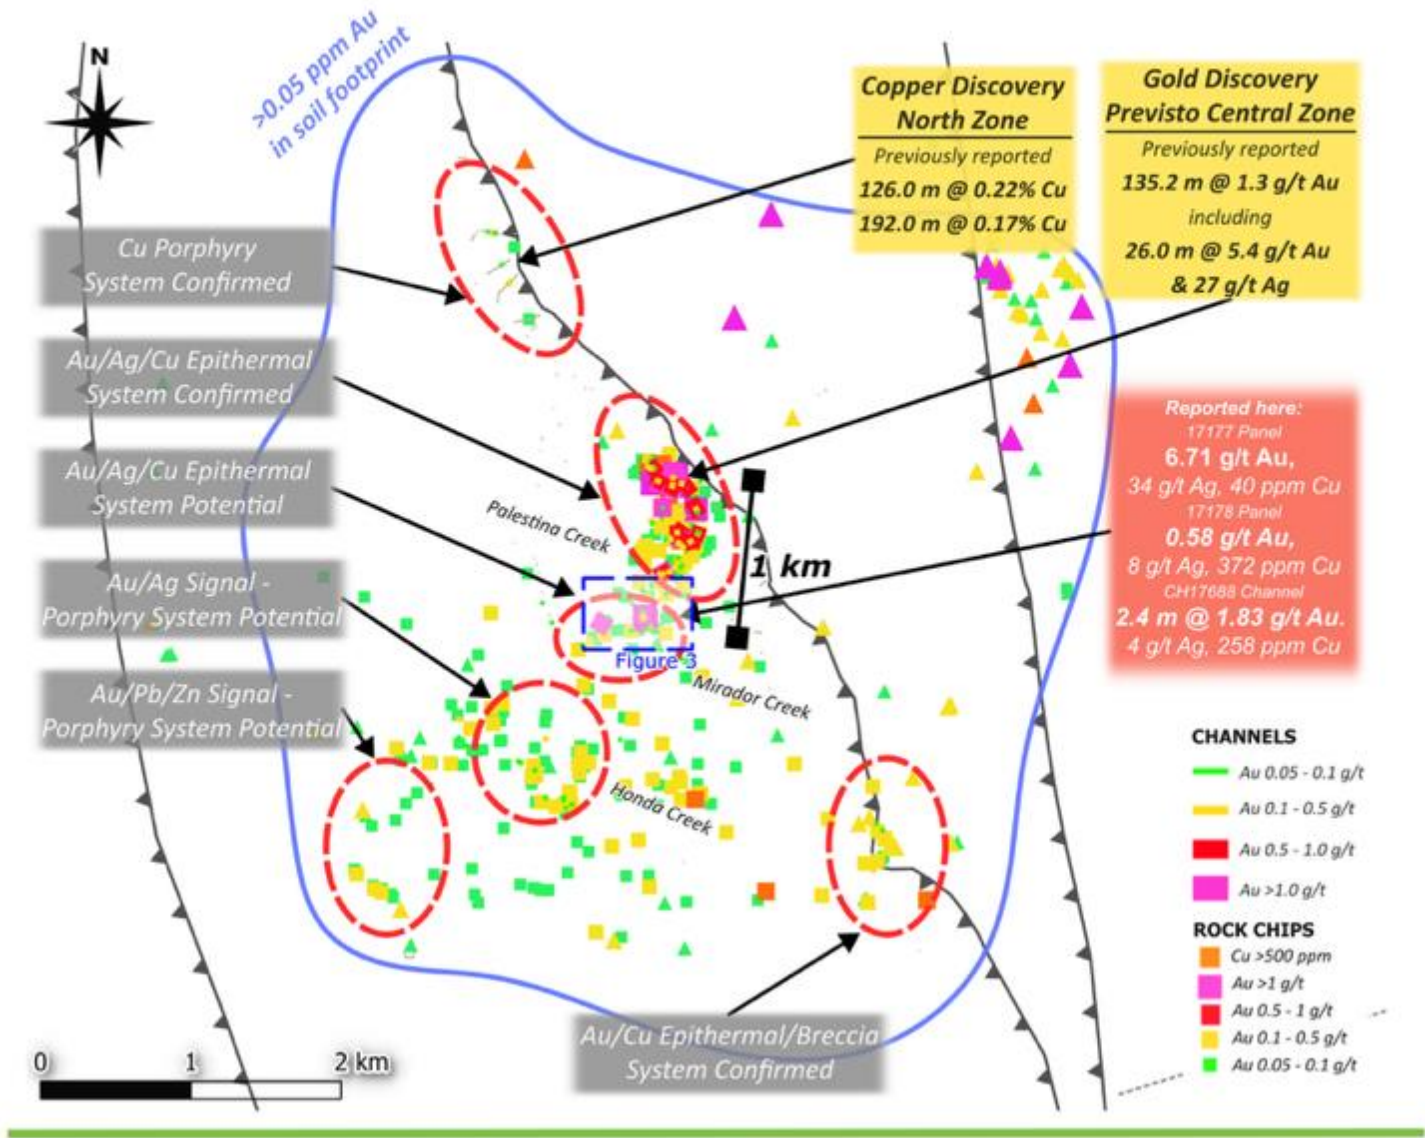 N
>0.05 ppm Au
in soil footprint
Copper Discovery
North Zone
Previously reported
126.0 m @ 0.22% Cu
192.0 m @ 0.17% Cu
Gold Discovery
Previsto Central Zone
Previously reported
135.2 m @ 1.3 g/t Au
including
26.0 m @ 5.4 g/t Au
& 27 g/t Ag
Cu Porphyry
System Confirmed
Au/Ag/Cu Epithermal
System Confirmed
Au/Ag/Cu Epithermal
System Potential
Au/Ag Signal -
Porphyry System Potential
Au/Pb/Zn Signal -
Porphyry System Potential
Reported here:
17177 Panel
6.71 g/t Au,
34 g/t Ag, 40 ppm Cu
17178 Panel
0.58 g/t Au,
8 g/t Ag, 372 ppm Cu
CH17688 Channel
2.4 m @ 1.83 g/t Au.
4 g/t Ag, 258 ppm Cu
Palestina Creek
1 km
Figure 3
Mirador Creek
Honda Creek
CHANNELS
Au 0.05 - 0.1 g/t
Au 0.1 - 0.5 g/t
Au 0.5 - 1.0 g/t
Au >1.0 g/t
ROCK CHIPS
Cu >500 ppm
Au >1 g/t
Au 0.5 - 1 g/t
Au 0.1 - 0.5 g/t
Au 0.05 - 0.1 g/t
Au/Cu Epithermal/Breccia
System Confirmed
0 1 2 km